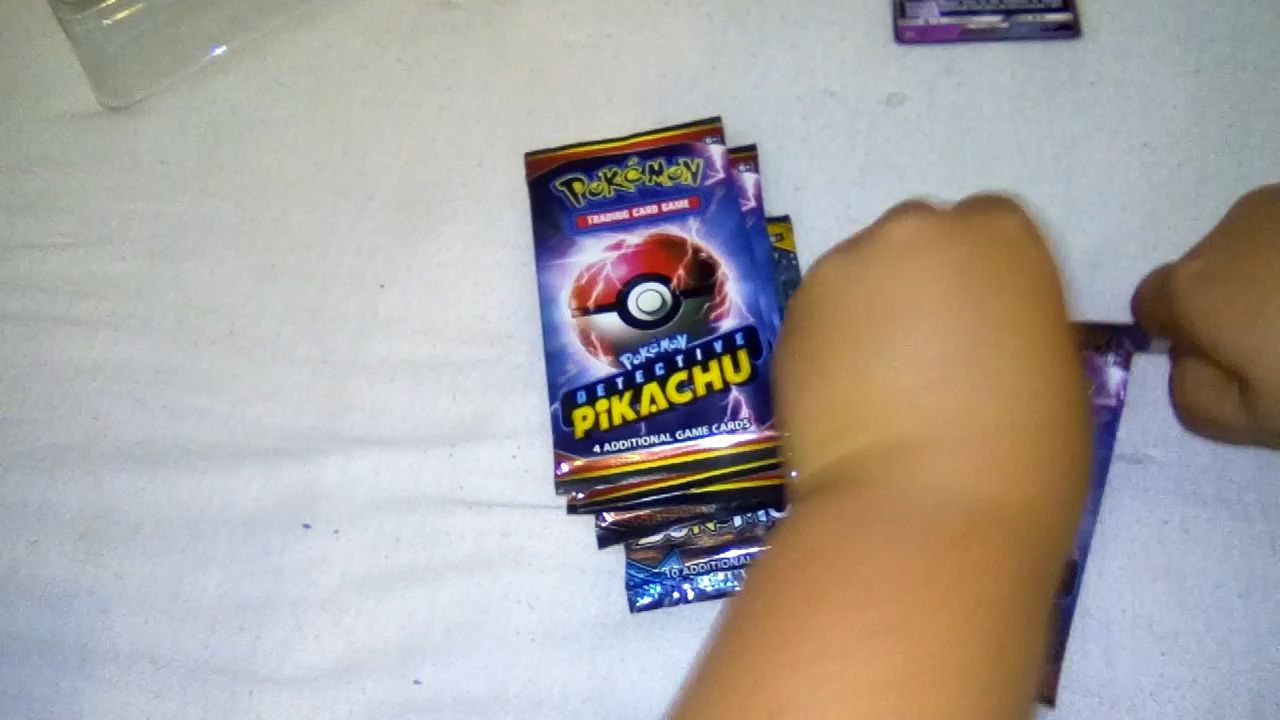 POKéMON
TRADING CARD GAME
POKéMON
DETECTIVE
PiKACHU
4 ADDITIONAL GAME CARDS
10 ADDITIONAL